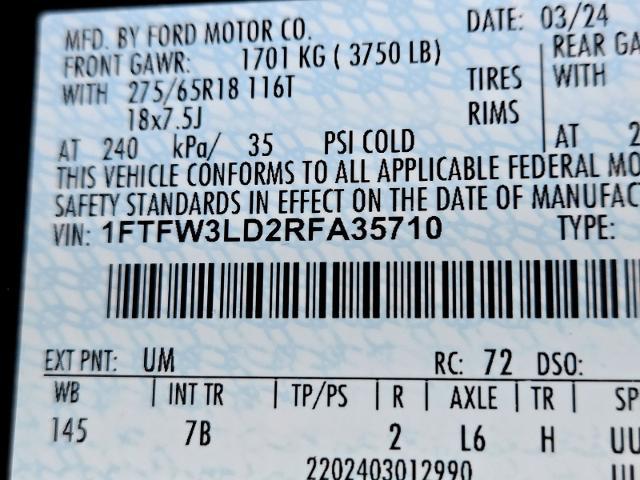 MFD. BY FORD MOTOR CO.
DATE: 03/24
FRONT GAWR: 1701 KG ( 3750 LB)
REAR
WITH 275/65R18 116T TIRES
WITH
18x7.5J RIMS
AT 240 kPa/ 35 PSI COLD
AT 2
THIS VEHICLE CONFORMS TO ALL APPLICABLE FEDERAL
SAFETY STANDARDS IN EFFECT ON THE DATE OF
VIN: 1FTFW3LD2RFA35710 TYPE:
EXT PNT: UM RC: 72 DSO:
WB | INT TR | TP/PS | R | AXLE | TR | SP
145 7B 2 L6 H UU
2202403012990